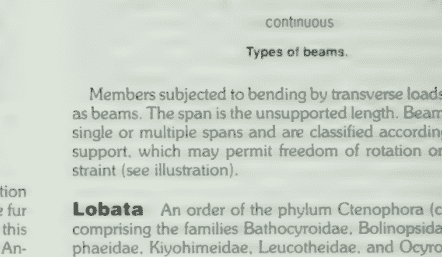 continuous
Types of beams.
Members subjected to bending by transverse loads
as beams. The span is the unsupported length. Beam
single or multiple spans and are classified according
support, which may permit freedom of rotation or
straint (see illustration).
Lobata An order of the phylum Ctenophora (c
comprising the families Bathocyroidae, Bolinopsida
phaeidae, Kiyohimeidae, Leucotheidae, and Ocyro
tion
e fur
this
An-